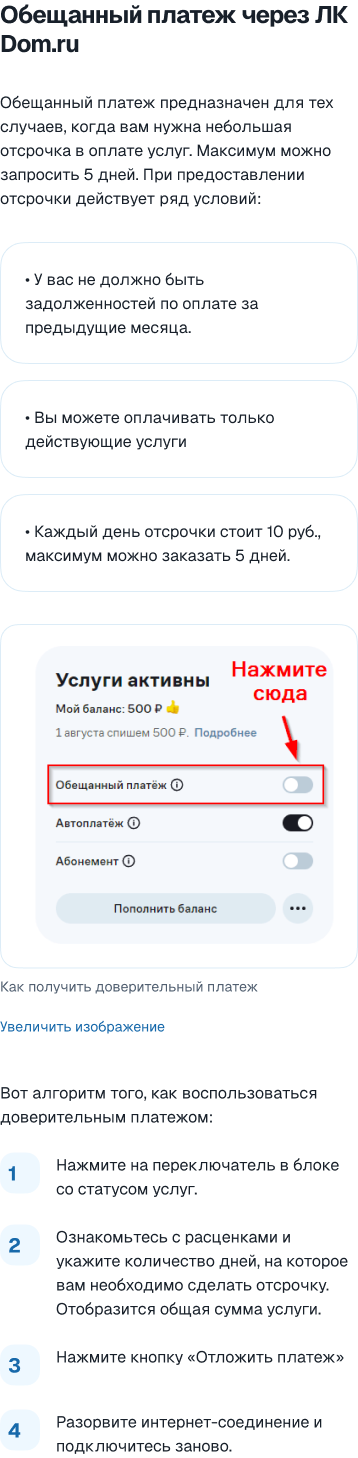 Обещанный платеж через ЛК
Dom.ru
Обещанный платеж предназначен для тех
случаев, когда вам нужна небольшая
отсрочка в оплате услуг. Максимум можно
запросить 5 дней. При предоставлении
отсрочки действует ряд условий:
• У вас не должно быть
задолженностей по оплате за
предыдущие месяца.
• Вы можете оплачивать только
действующие услуги
• Каждый день отсрочки стоит 10 руб.,
максимум можно заказать 5 дней.
Нажмите
сюда
Услуги активны
Мой баланс: 500 ₽ 👍
1 августа спишем 500 ₽. Подробнее
Обещанный платёж
Автоплатёж
Абонемент
Пополнить баланс
Как получить доверительный платеж
Увеличить изображение
Вот алгоритм того, как воспользоваться
доверительным платежом:
1 Нажмите на переключатель в блоке
со статусом услуг.
2 Ознакомьтесь с расценками и
укажите количество дней, на которое
вам необходимо сделать отсрочку.
Отобразится общая сумма услуги.
3 Нажмите кнопку «Отложить платеж»
4 Разорвите интернет-соединение и
подключитесь заново.